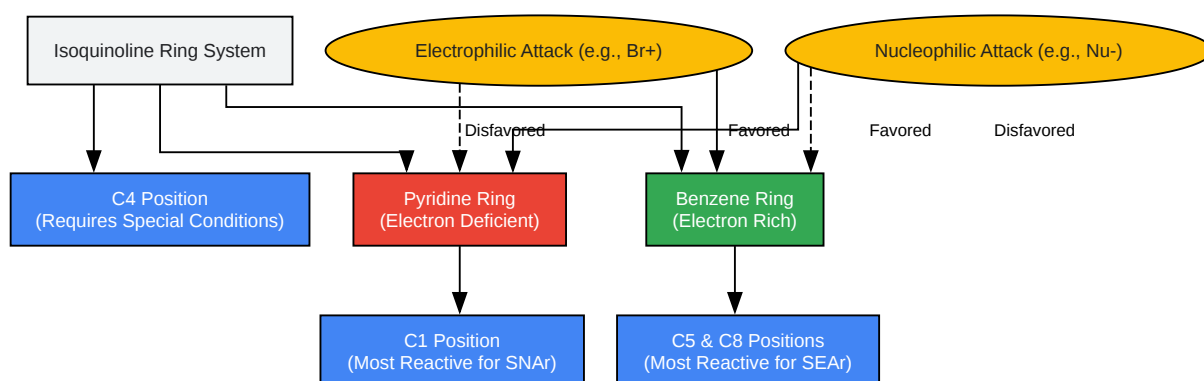 Isoquinoline Ring System
Electrophilic Attack (e.g., Br+)
Nucleophilic Attack (e.g., Nu-)
Disfavored
Favored
Favored
Disfavored
C4 Position
(Requires Special Conditions)
Pyridine Ring
(Electron Deficient)
Benzene Ring
(Electron Rich)
C1 Position
(Most Reactive for SNAr)
C5 & C8 Positions
(Most Reactive for SEAr)